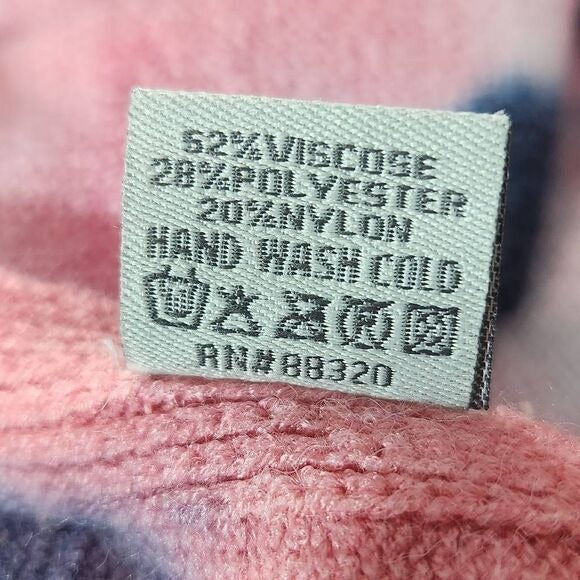 52%VISCOSE
28%POLYESTER
20%NYLON
HAND WASH COLD
RN#88320